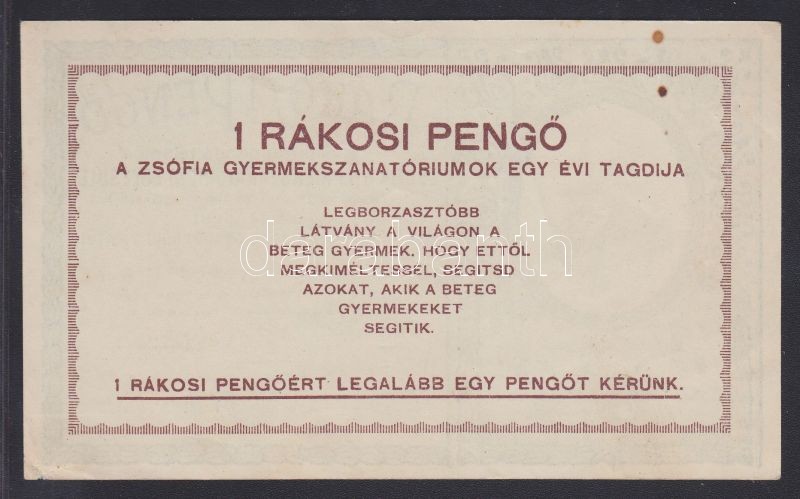 1 RÁKOSI PENGŐ
A ZSÓFIA GYERMEKSZANATÓRIUMOK EGY ÉVI TAGDIJA
LEGBORZASZTÓBB
LÁTVÁNY A VILÁGON A
BETEG GYERMEK. HOGY ETTŐL
MEGKIMÉLTESSEL, SEGITSD
AZOKAT, AKIK A BETEG
GYERMEKEKET
SEGITIK.
1 RÁKOSI PENGŐÉRT LEGALÁBB EGY PENGŐT KÉRÜNK.
darabanth